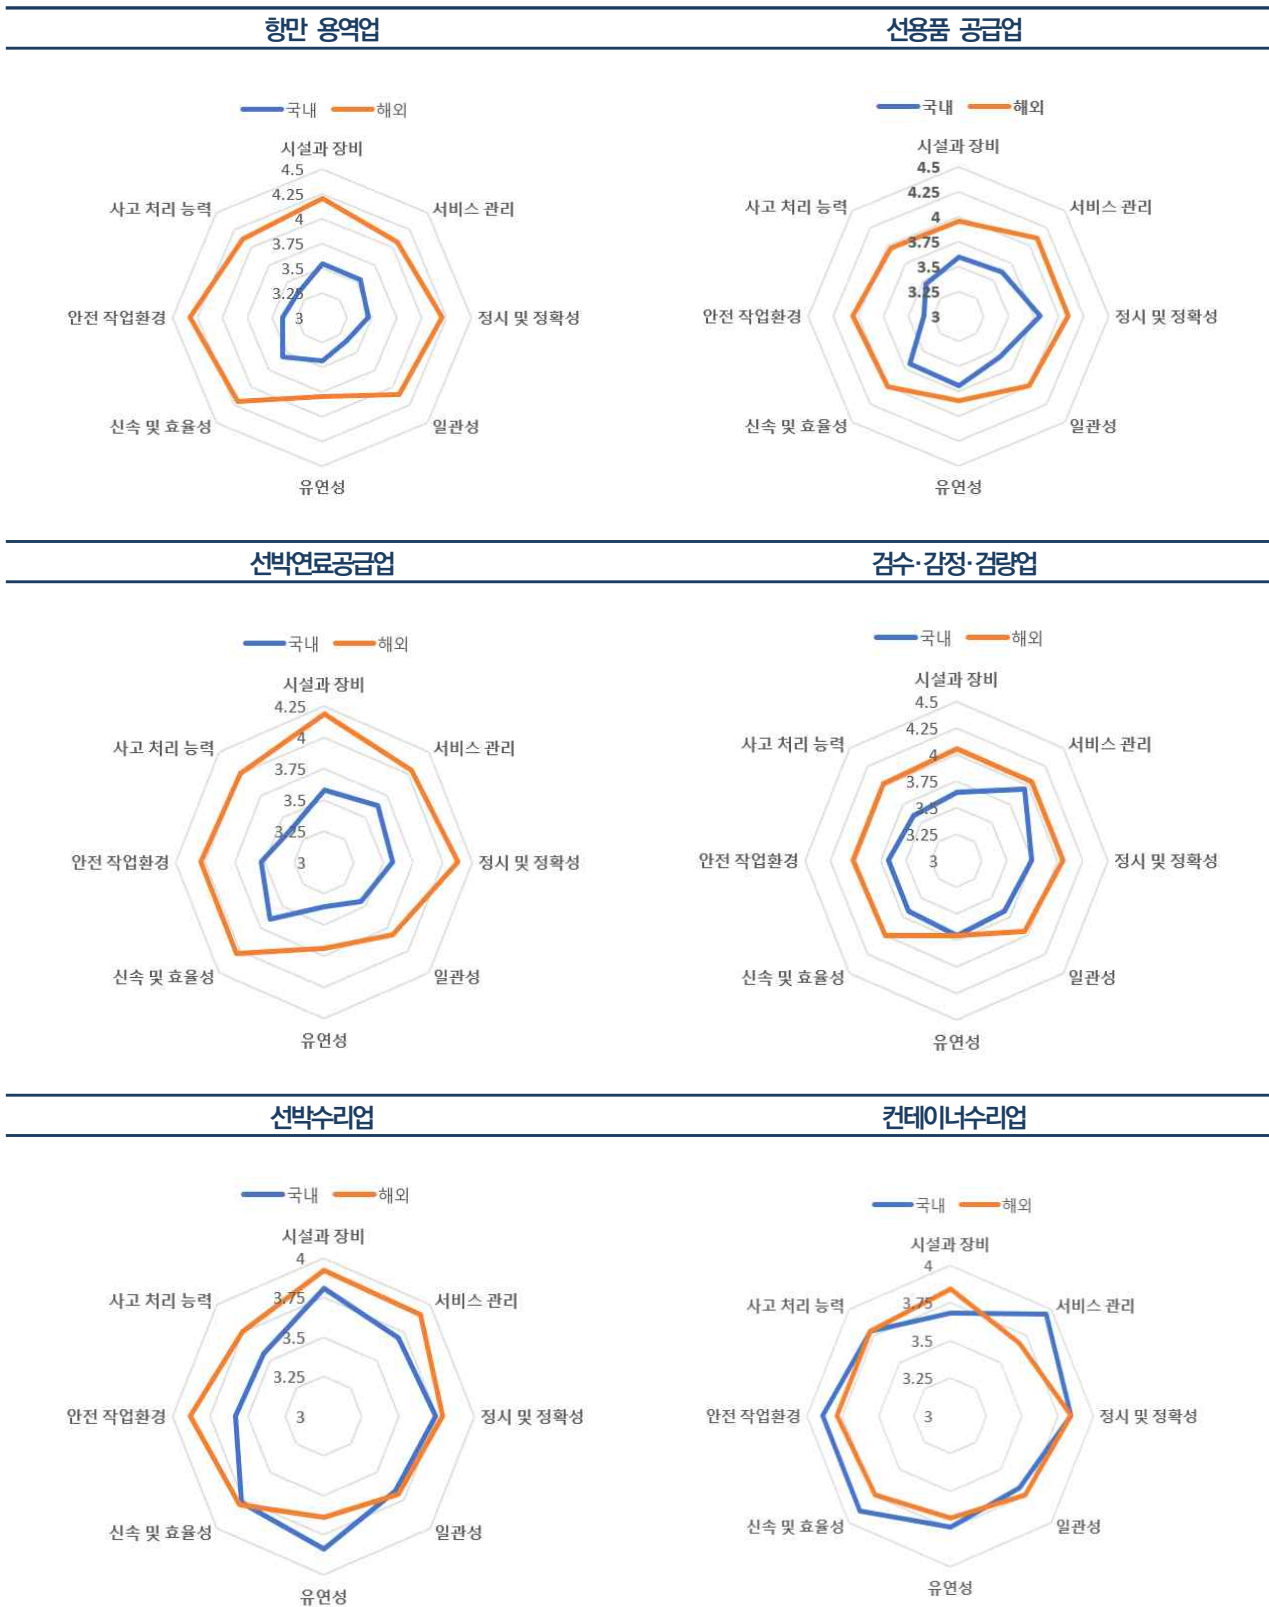 항만 용역업
국내 해외
시설과 장비
4.5
4.25
4
3.75
3.5
3.25
3
서비스 관리
정시 및 정확성
일관성
유연성
신속 및 효율성
안전 작업환경
사고 처리 능력
선용품 공급업
국내 해외
시설과 장비
4.5
4.25
4
3.75
3.5
3.25
3
서비스 관리
정시 및 정확성
일관성
유연성
신속 및 효율성
안전 작업환경
사고 처리 능력
선박연료공급업
국내 해외
시설과 장비
4.25
4
3.75
3.5
3.25
3
서비스 관리
정시 및 정확성
일관성
유연성
신속 및 효율성
안전 작업환경
사고 처리 능력
검수·감정·검량업
국내 해외
시설과 장비
4.5
4.25
4
3.75
3.5
3.25
3
서비스 관리
정시 및 정확성
일관성
유연성
신속 및 효율성
안전 작업환경
사고 처리 능력
선박수리업
국내 해외
시설과 장비
4
3.75
3.5
3.25
3
서비스 관리
정시 및 정확성
일관성
유연성
신속 및 효율성
안전 작업환경
사고 처리 능력
컨테이너수리업
국내 해외
시설과 장비
4
3.75
3.5
3.25
3
서비스 관리
정시 및 정확성
일관성
유연성
신속 및 효율성
안전 작업환경
사고 처리 능력